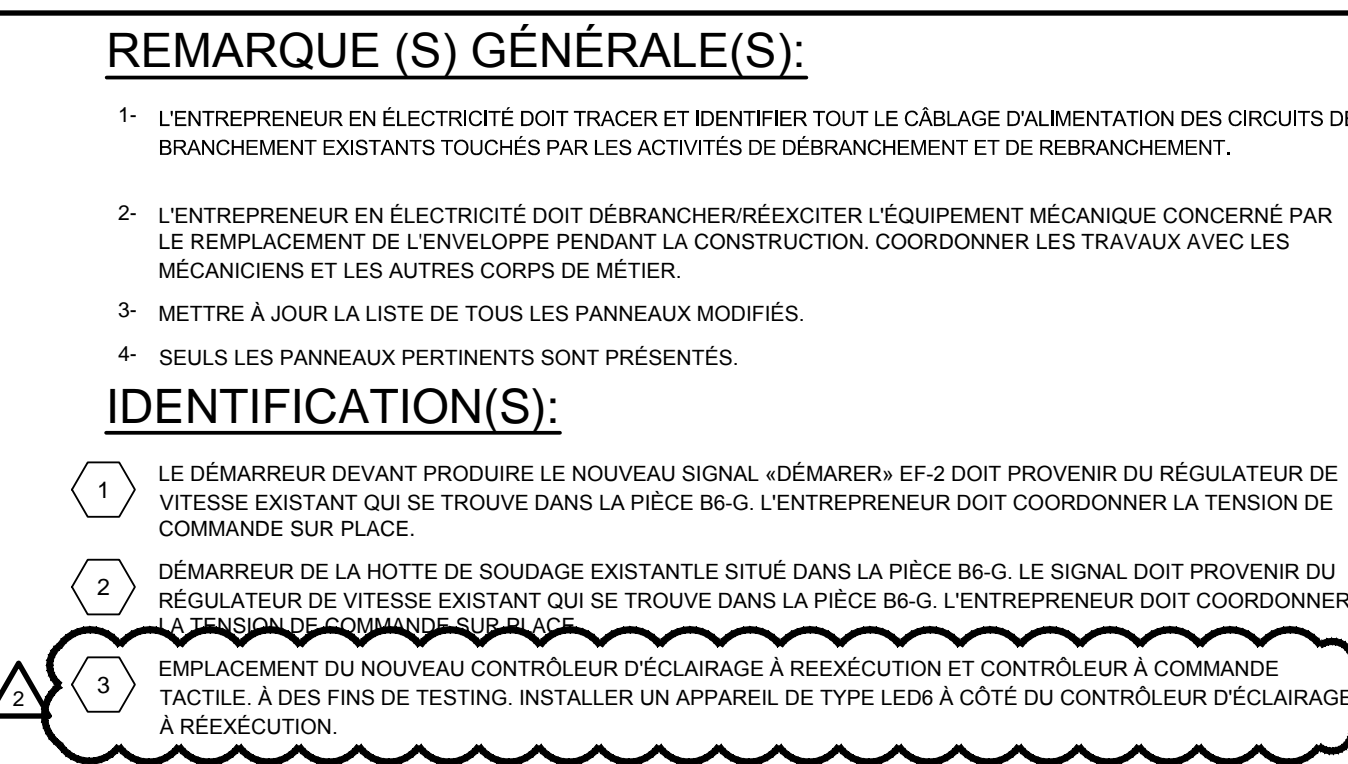 REMARQUE (S) GÉNÉRALE(S):
1- L'ENTREPRENEUR EN ÉLECTRICITÉ DOIT TRACER ET IDENTIFIER TOUT LE CÂBLAGE D'ALIMENTATION DES CIRCUITS DE
BRANCHEMENT EXISTANTS TOUCHÉS PAR LES ACTIVITÉS DE DÉBRANCHEMENT ET DE REBRANCHEMENT.
2- L'ENTREPRENEUR EN ÉLECTRICITÉ DOIT DÉBRANCHER/RÉEXCITER L'ÉQUIPEMENT MÉCANIQUE CONCERNÉ PAR
LE REMPLACEMENT DE L'ENVELOPPE PENDANT LA CONSTRUCTION. COORDONNER LES TRAVAUX AVEC LES
MÉCANICIENS ET LES AUTRES CORPS DE MÉTIER.
3- METTRE À JOUR LA LISTE DE TOUS LES PANNEAUX MODIFIÉS.
4- SEULS LES PANNEAUX PERTINENTS SONT PRÉSENTÉS.
IDENTIFICATION(S):
1 LE DÉMARREUR DEVANT PRODUIRE LE NOUVEAU SIGNAL «DÉMARER» EF-2 DOIT PROVENIR DU RÉGULATEUR DE
VITESSE EXISTANT QUI SE TROUVE DANS LA PIÈCE B6-G. L'ENTREPRENEUR DOIT COORDONNER LA TENSION DE
COMMANDE SUR PLACE.
2 DÉMARREUR DE LA HOTTE DE SOUDAGE EXISTANTLE SITUÉ DANS LA PIÈCE B6-G. LE SIGNAL DOIT PROVENIR DU
RÉGULATEUR DE VITESSE EXISTANT QUI SE TROUVE DANS LA PIÈCE B6-G. L'ENTREPRENEUR DOIT COORDONNER
LA TENSION DE COMMANDE SUR PLACE.
3 EMPLACEMENT DU NOUVEAU CONTRÔLEUR D'ÉCLAIRAGE À REEXÉCUTION ET CONTRÔLEUR À COMMANDE
2 TACTILE. À DES FINS DE TESTING. INSTALLER UN APPAREIL DE TYPE LED6 À CÔTÉ DU CONTRÔLEUR D'ÉCLAIRAGE
À RÉEXÉCUTION.